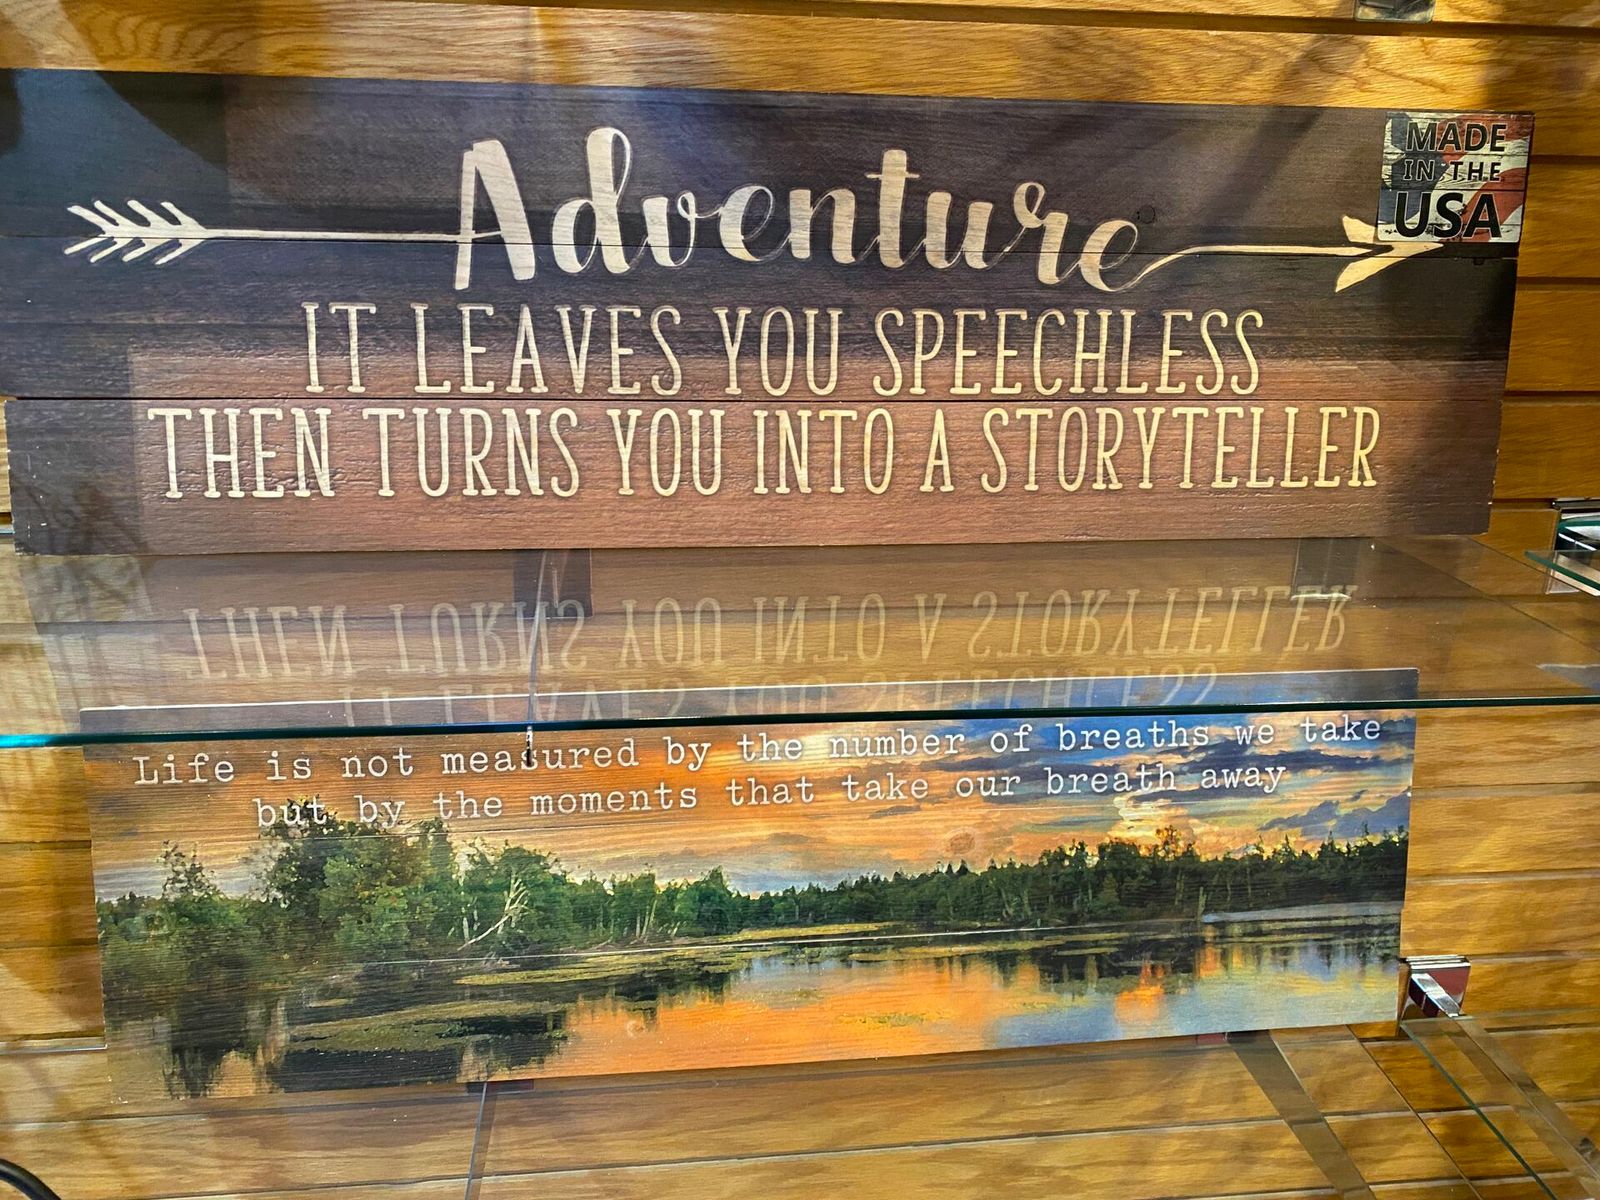 Adventure
MADE
IN THE
USA
IT LEAVES YOU SPEECHLESS
THEN TURNS YOU INTO A STORYTELLER
Life is not measured by the number of breaths we take
but by the moments that take our breath away